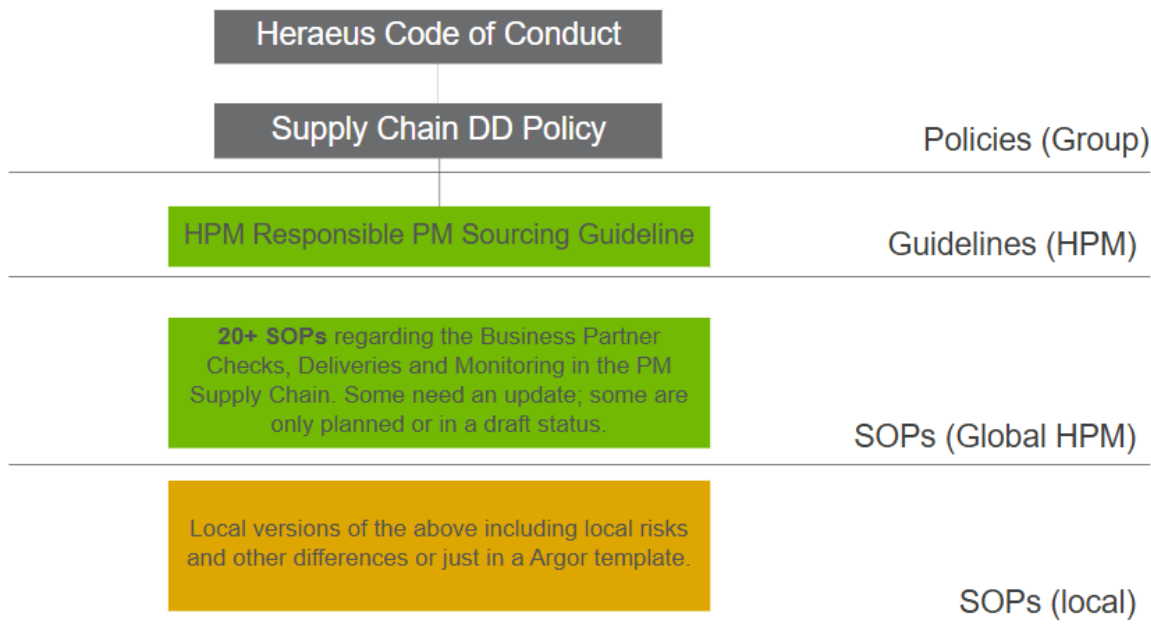 Heraeus Code of Conduct
Supply Chain DD Policy
Policies (Group)
HPM Responsible PM Sourcing Guideline
Guidelines (HPM)
20+ SOPs regarding the Business Partner
Checks, Deliveries and Monitoring in the PM
Supply Chain. Some need an update; some are
only planned or in a draft status.
SOPs (Global HPM)
Local versions of the above including local risks
and other differences or just in a Argor template.
SOPs (local)